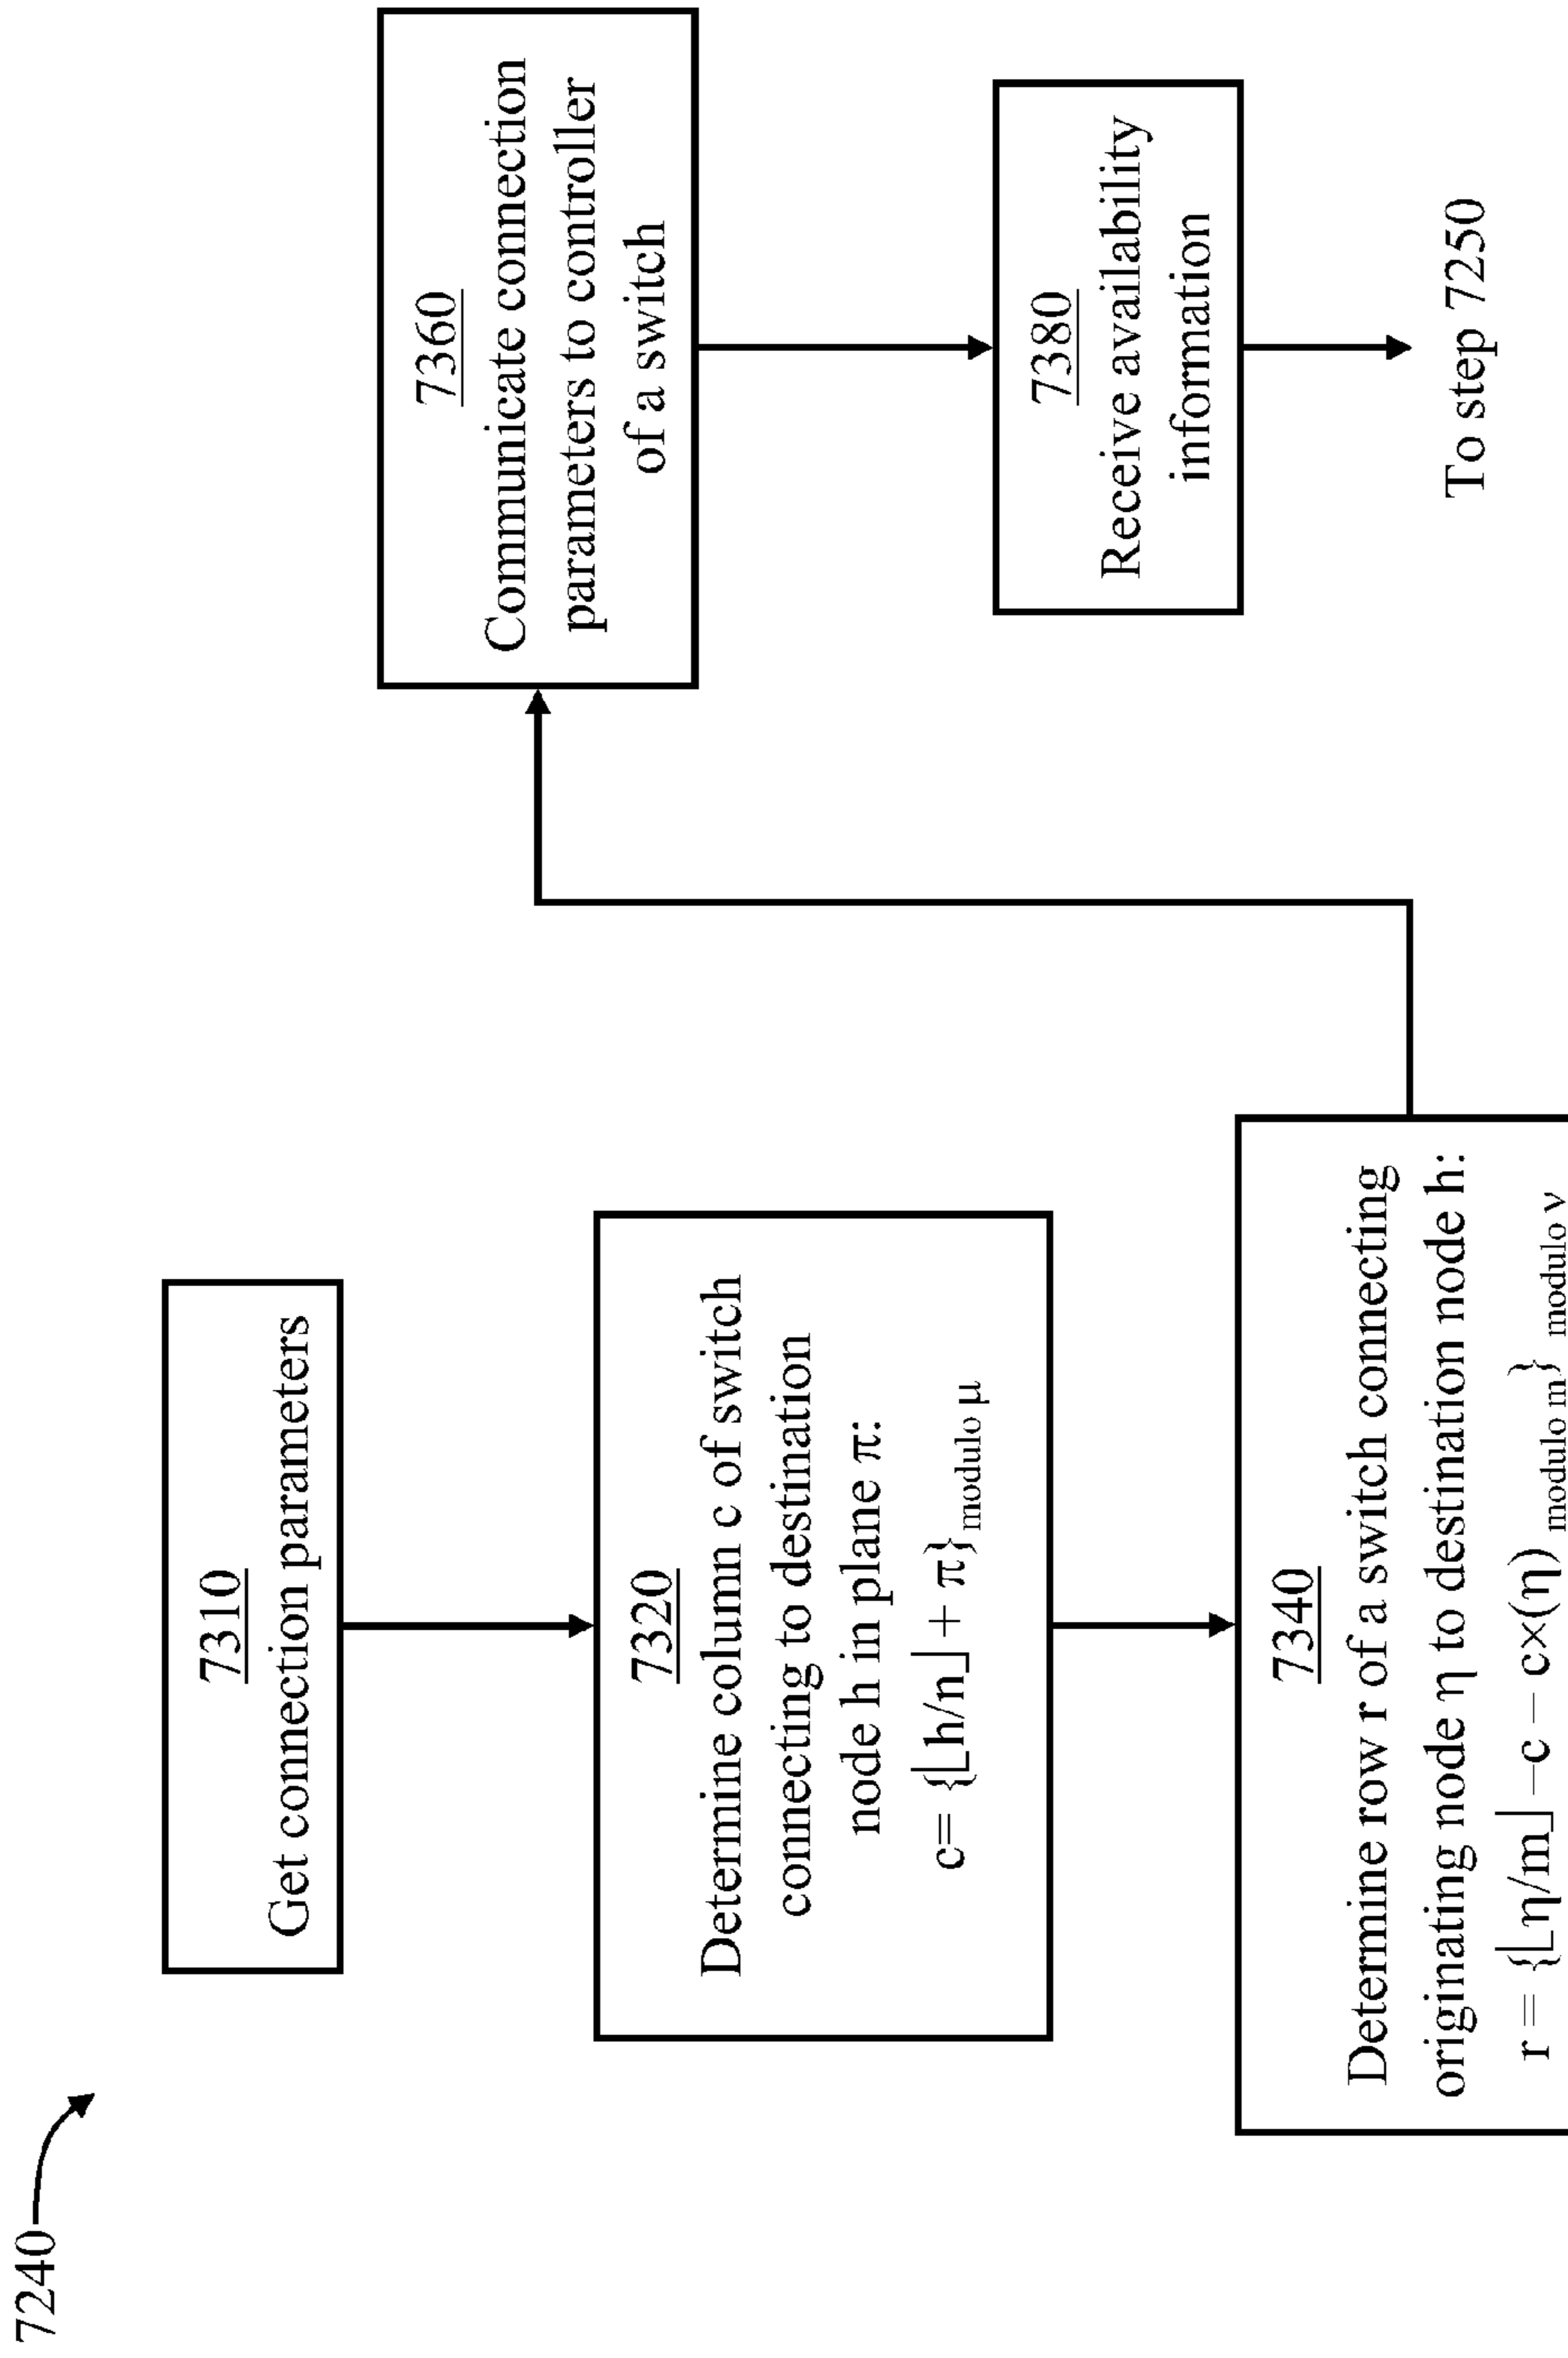 7240
7310
Get connection parameters
7320
Determine column c of switch
connecting to destination
node h in plane π:
c= {⌊h/n⌋ + π} modulo μ
7340
Determine row r of a switch connecting
originating node η to destination node h:
r = {⌊η/m⌋ –c – c×(η) modulo m} modulo ν
7360
Communicate connection
parameters to controller
of a switch
7380
Receive availability
information
To step 7250